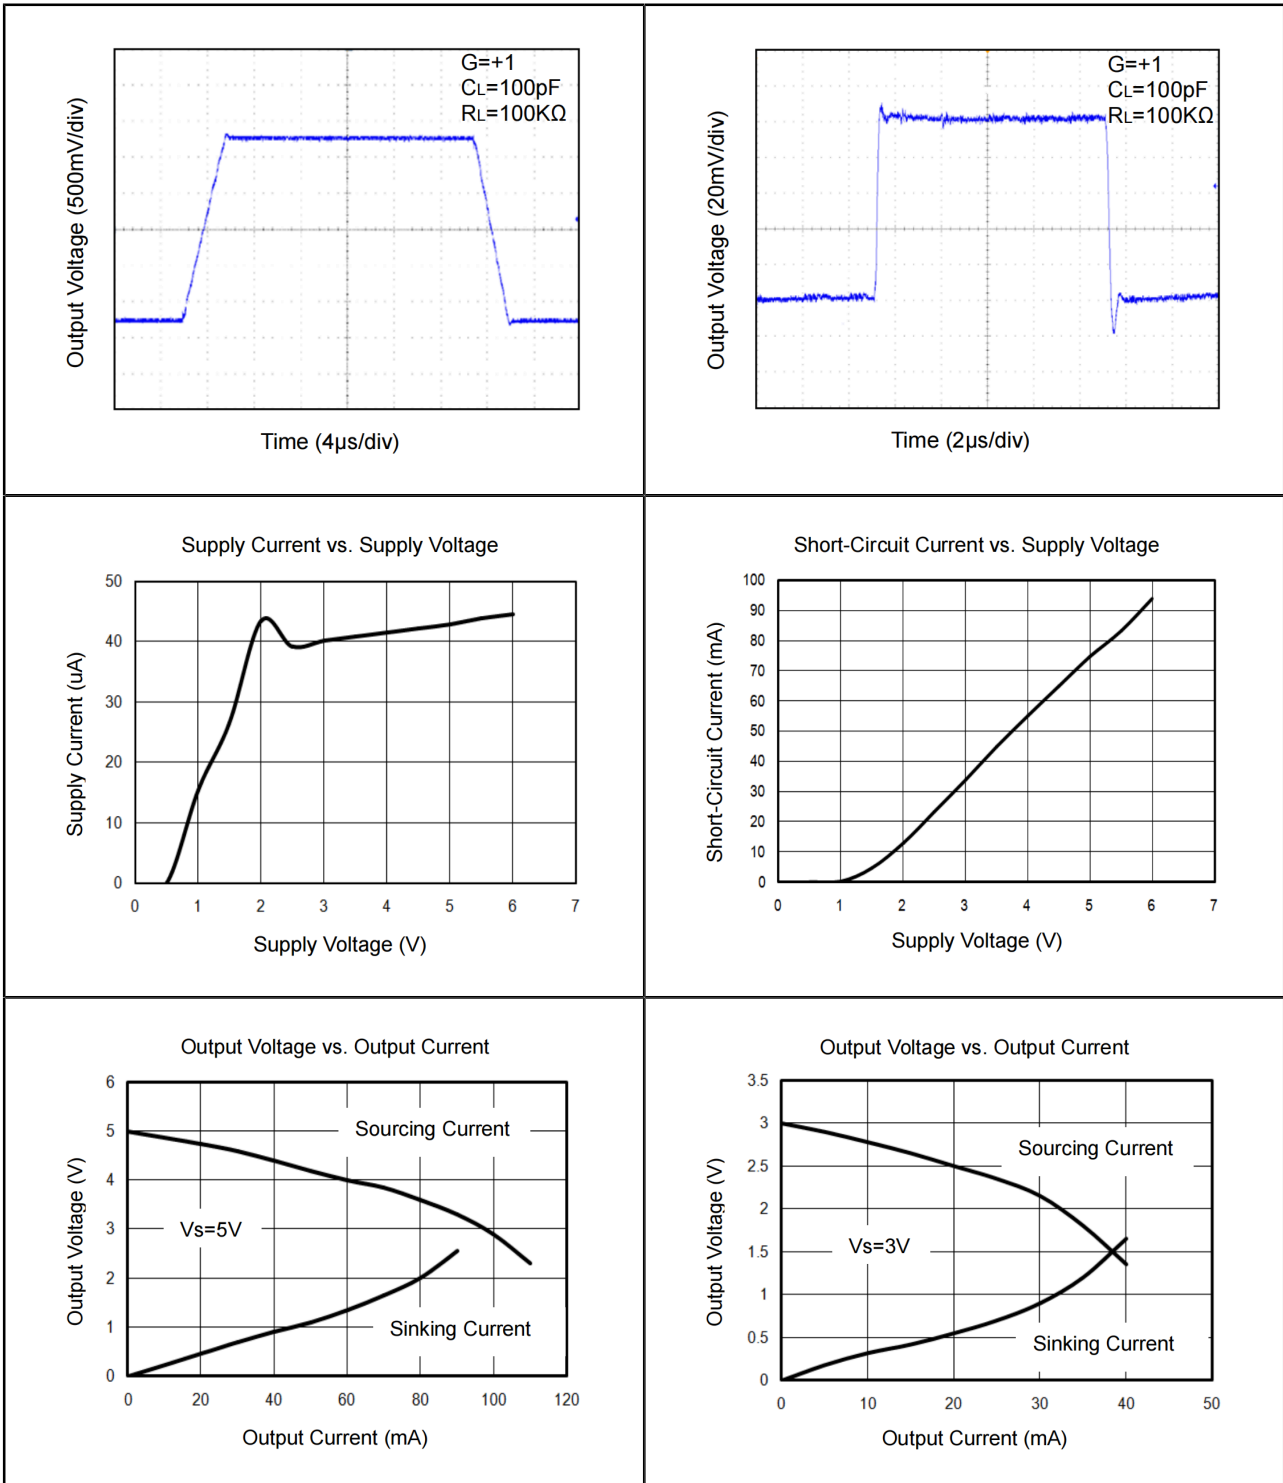 G=+1
CL=100pF
RL=100KΩ
Output Voltage (500mV/div)
Time (4µs/div)
G=+1
CL=100pF
RL=100KΩ
Output Voltage (20mV/div)
Time (2µs/div)
Supply Current vs. Supply Voltage
50
40
30
20
10
0
Supply Current (uA)
0 1 2 3 4 5 6 7
Supply Voltage (V)
Short-Circuit Current vs. Supply Voltage
100
90
80
70
60
50
40
30
20
10
0
Short-Circuit Current (mA)
0 1 2 3 4 5 6 7
Supply Voltage (V)
Output Voltage vs. Output Current
6
5
4
3
2
1
0
Output Voltage (V)
Sourcing Current
Vs=5V
Sinking Current
0 20 40 60 80 100 120
Output Current (mA)
Output Voltage vs. Output Current
3.5
3
2.5
2
1.5
1
0.5
0
Output Voltage (V)
Sourcing Current
Vs=3V
Sinking Current
0 10 20 30 40 50
Output Current (mA)